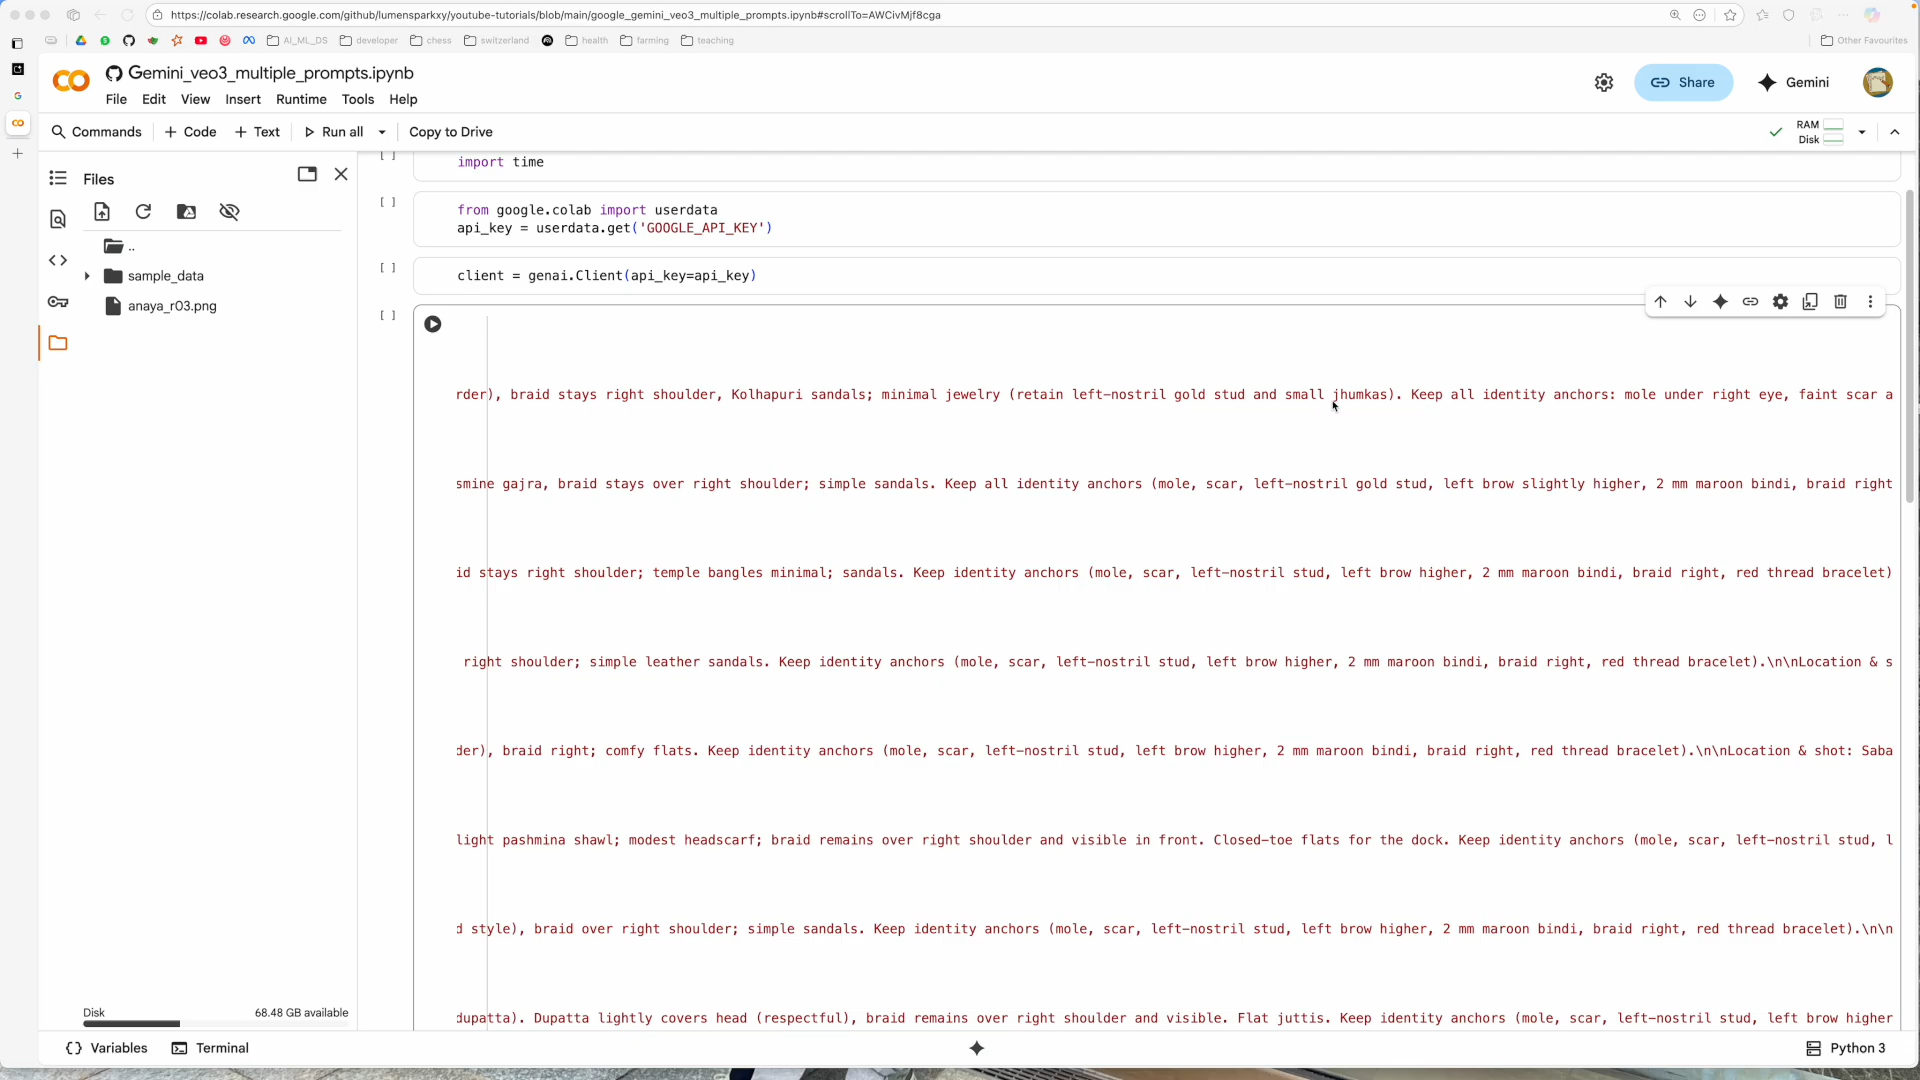 https://colab.research.google.com/github/lumensparkxy/youtube-tutorials/blob/main/google_gemini_veo3_multiple_prompts.ipynb#scrollTo=AWCivMjf8cga
AI_ML_DS developer chess switzerland health farming teaching Other Favourites
Gemini_veo3_multiple_prompts.ipynb
Share
Gemini
File Edit View Insert Runtime Tools Help
Commands + Code + Text Run all Copy to Drive
RAM
Disk
Files
..
sample_data
anaya_r03.png
[ ]
import time
[ ]
from google.colab import userdata
api_key = userdata.get('GOOGLE_API_KEY')
[ ]
client = genai.Client(api_key=api_key)
[ ]
rder), braid stays right shoulder, Kolhapuri sandals; minimal jewelry (retain left-nostril gold stud and small jhumkas). Keep all identity anchors: mole under right eye, faint scar a
smine gajra, braid stays over right shoulder; simple sandals. Keep all identity anchors (mole, scar, left-nostril gold stud, left brow slightly higher, 2 mm maroon bindi, braid right
id stays right shoulder; temple bangles minimal; sandals. Keep identity anchors (mole, scar, left-nostril stud, left brow higher, 2 mm maroon bindi, braid right, red thread bracelet)
right shoulder; simple leather sandals. Keep identity anchors (mole, scar, left-nostril stud, left brow higher, 2 mm maroon bindi, braid right, red thread bracelet).\n\nLocation & s
der), braid right; comfy flats. Keep identity anchors (mole, scar, left-nostril stud, left brow higher, 2 mm maroon bindi, braid right, red thread bracelet).\n\nLocation & shot: Saba
light pashmina shawl; modest headscarf; braid remains over right shoulder and visible in front. Closed-toe flats for the dock. Keep identity anchors (mole, scar, left-nostril stud, l
d style), braid over right shoulder; simple sandals. Keep identity anchors (mole, scar, left-nostril stud, left brow higher, 2 mm maroon bindi, braid right, red thread bracelet).\n\n
dupatta). Dupatta lightly covers head (respectful), braid remains over right shoulder and visible. Flat juttis. Keep identity anchors (mole, scar, left-nostril stud, left brow higher
Disk 68.48 GB available
{} Variables Terminal Python 3